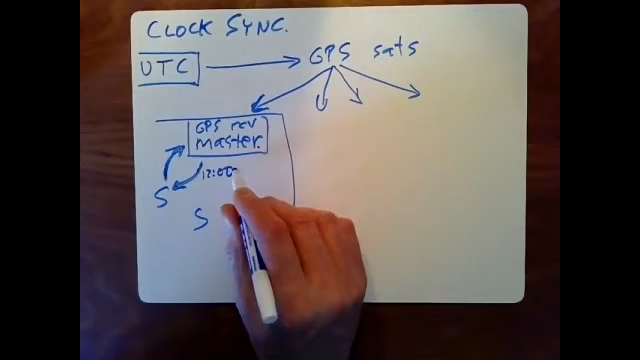 CLOCK SYNC.
UTC
GPS sats
GPS rcv
master.
12:00
S
S